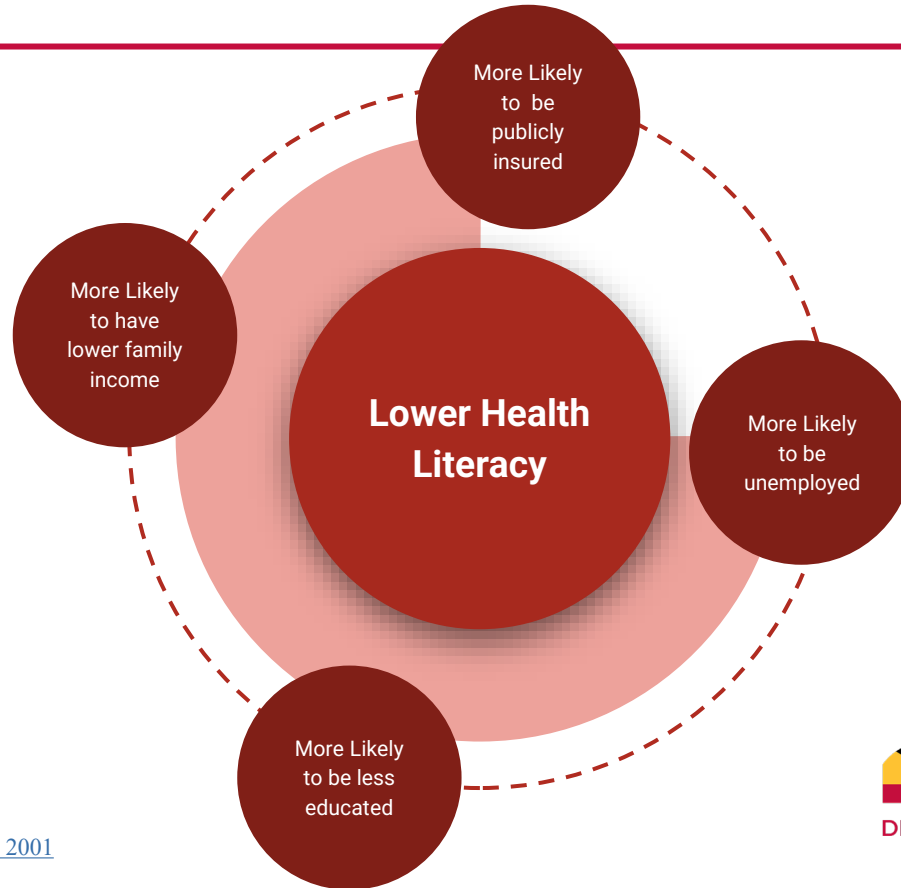 More Likely
to be
publicly
insured
More Likely
to have
lower family
income
Lower Health
Literacy
More Likely
to be
unemployed
More Likely
to be less
educated
2001